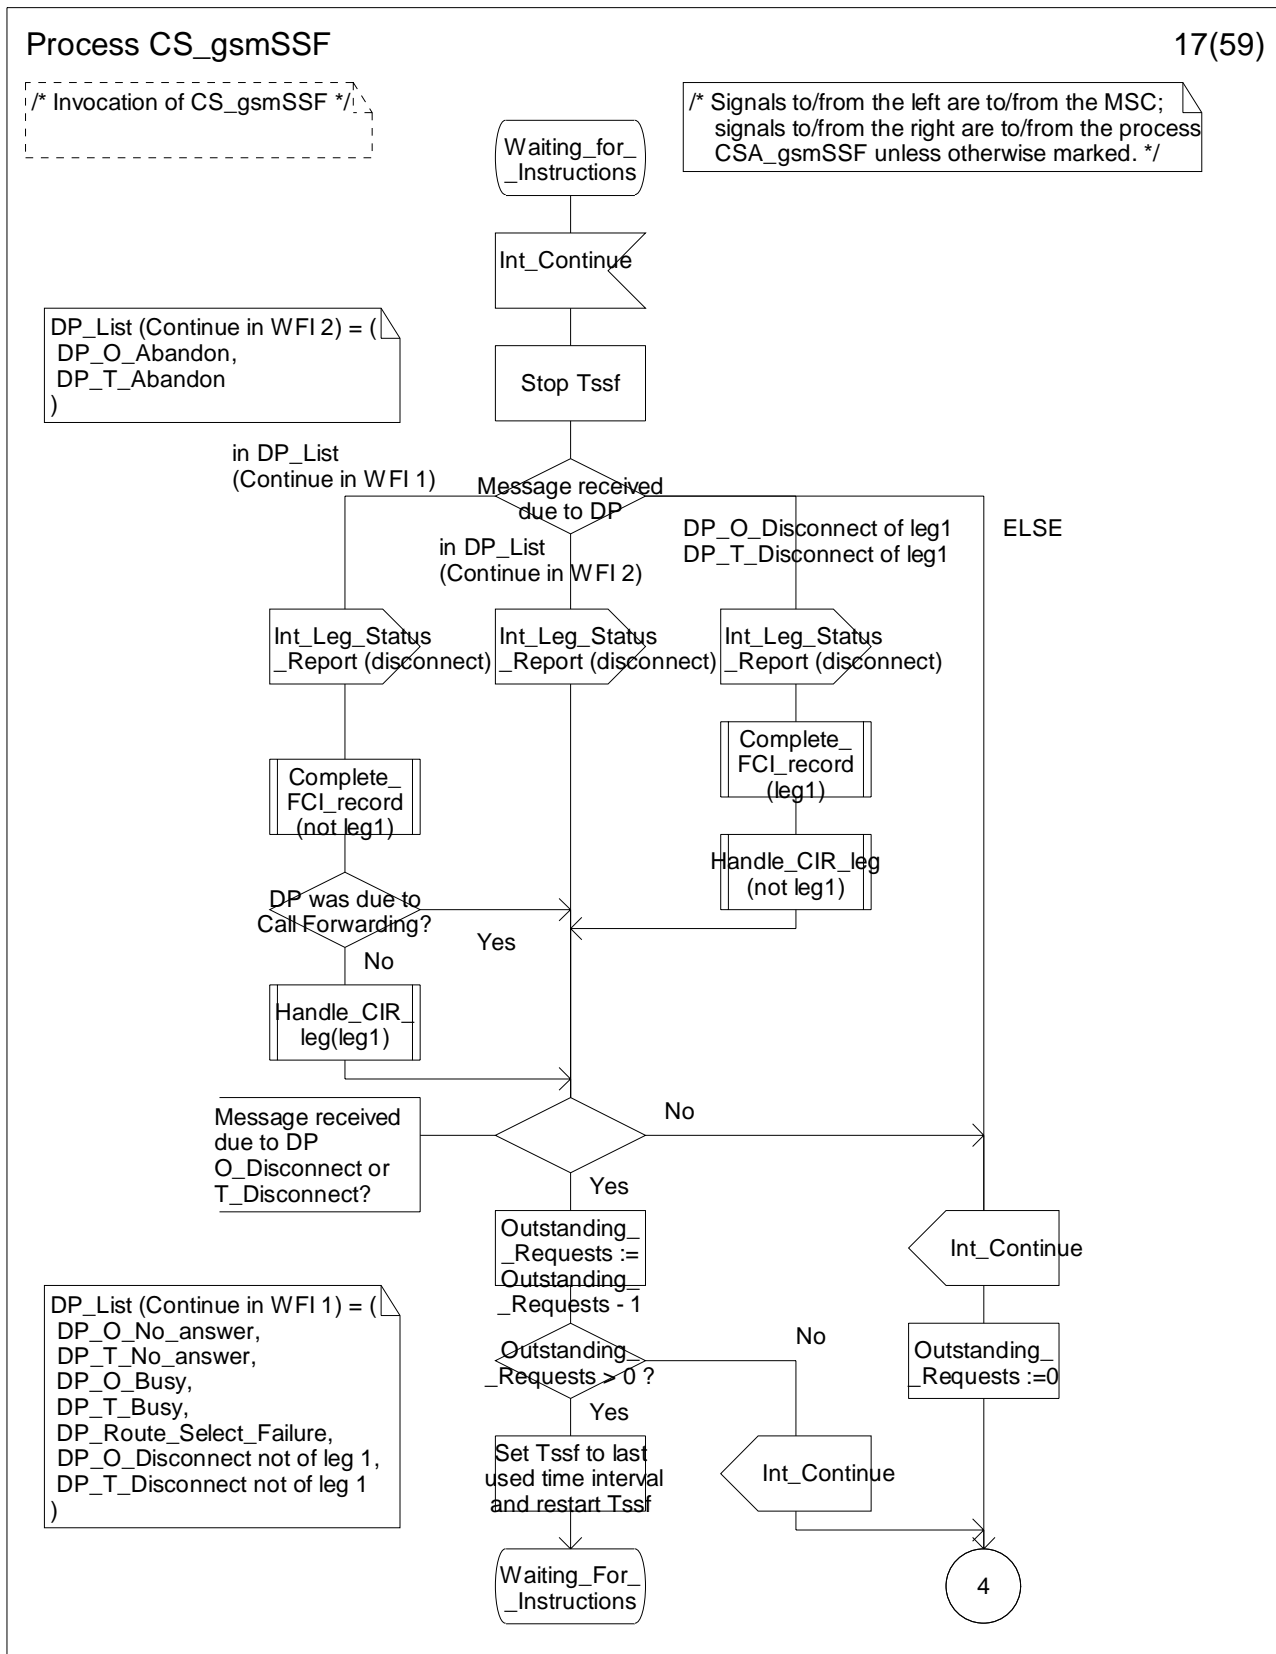 Process CS_gsmSSF
17(59)
/* Invocation of CS_gsmSSF */
/* Signals to/from the left are to/from the MSC;
signals to/from the right are to/from the process
CSA_gsmSSF unless otherwise marked. */
Waiting_for_
_Instructions
Int_Continue
DP_List (Continue in WFI 2) = (
DP_O_Abandon,
DP_T_Abandon
)
Stop Tssf
in DP_List
(Continue in WFI 1)
Message received
due to DP
in DP_List
(Continue in WFI 2)
DP_O_Disconnect of leg1
DP_T_Disconnect of leg1
ELSE
Int_Leg_Status
_Report (disconnect)
Int_Leg_Status
_Report (disconnect)
Int_Leg_Status
_Report (disconnect)
Complete_
FCI_record
(not leg1)
Complete_
FCI_record
(leg1)
Handle_CIR_leg
(not leg1)
DP was due to
Call Forwarding?
Yes
No
Handle_CIR_
leg(leg1)
Message received
due to DP
O_Disconnect or
T_Disconnect?
No
Yes
Outstanding_
_Requests :=
Outstanding_
_Requests - 1
Int_Continue
DP_List (Continue in WFI 1) = (
DP_O_No_answer,
DP_T_No_answer,
DP_O_Busy,
DP_T_Busy,
DP_Route_Select_Failure,
DP_O_Disconnect not of leg 1,
DP_T_Disconnect not of leg 1
)
Outstanding_
_Requests > 0 ?
No
Yes
Outstanding_
_Requests :=0
Set Tssf to last
used time interval
and restart Tssf
Int_Continue
Waiting_For_
_Instructions
4